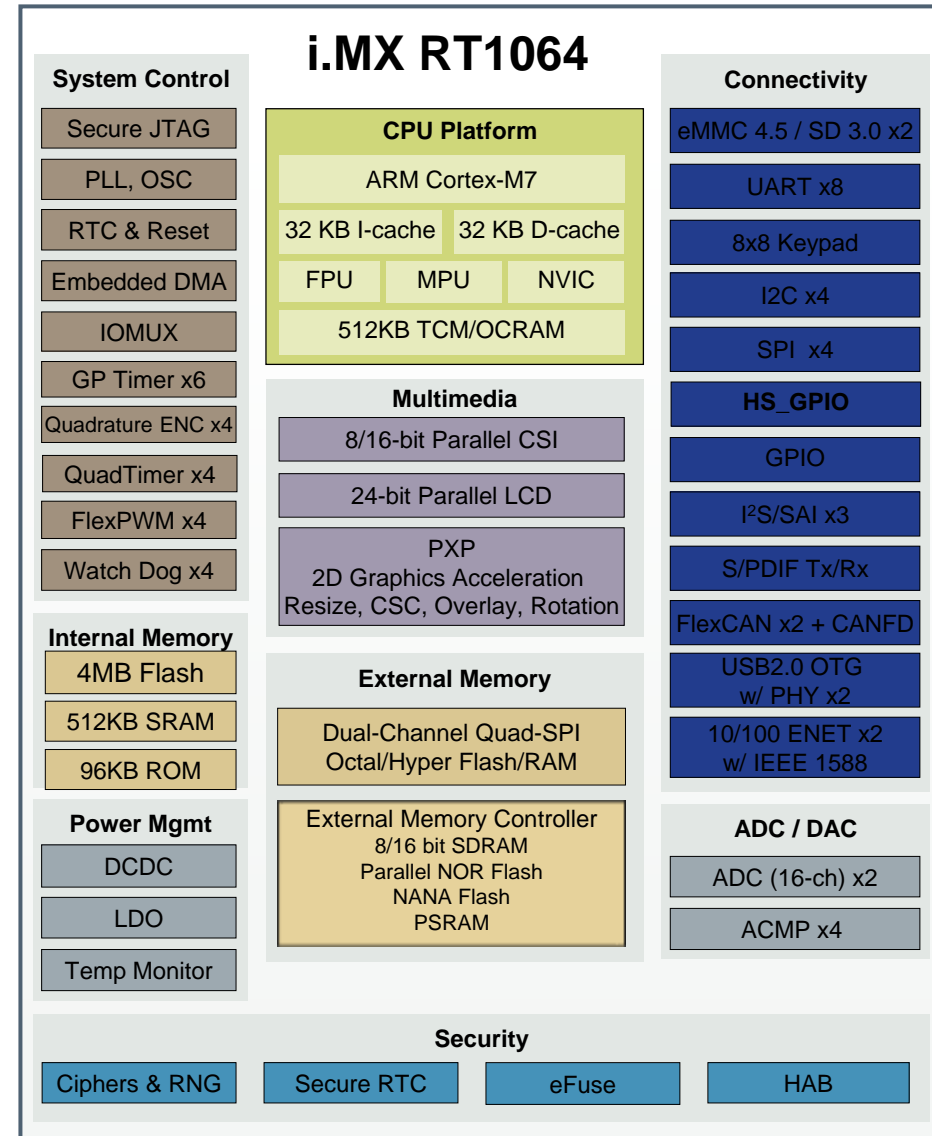 i.MX RT1064
System Control
Secure JTAG
PLL, OSC
RTC & Reset
Embedded DMA
IOMUX
GP Timer x6
Quadrature ENC x4
QuadTimer x4
FlexPWM x4
Watch Dog x4
Internal Memory
4MB Flash
512KB SRAM
96KB ROM
Power Mgmt
DCDC
LDO
Temp Monitor
CPU Platform
ARM Cortex-M7
32 KB I-cache 32 KB D-cache
FPU MPU NVIC
512KB TCM/OCRAM
Multimedia
8/16-bit Parallel CSI
24-bit Parallel LCD
PXP
2D Graphics Acceleration
Resize, CSC, Overlay, Rotation
External Memory
Dual-Channel Quad-SPI
Octal/Hyper Flash/RAM
External Memory Controller
8/16 bit SDRAM
Parallel NOR Flash
NANA Flash
PSRAM
Connectivity
eMMC 4.5 / SD 3.0 x2
UART x8
8x8 Keypad
I2C x4
SPI x4
HS_GPIO
GPIO
I²S/SAI x3
S/PDIF Tx/Rx
FlexCAN x2 + CANFD
USB2.0 OTG
w/ PHY x2
10/100 ENET x2
w/ IEEE 1588
ADC / DAC
ADC (16-ch) x2
ACMP x4
Security
Ciphers & RNG Secure RTC eFuse HAB